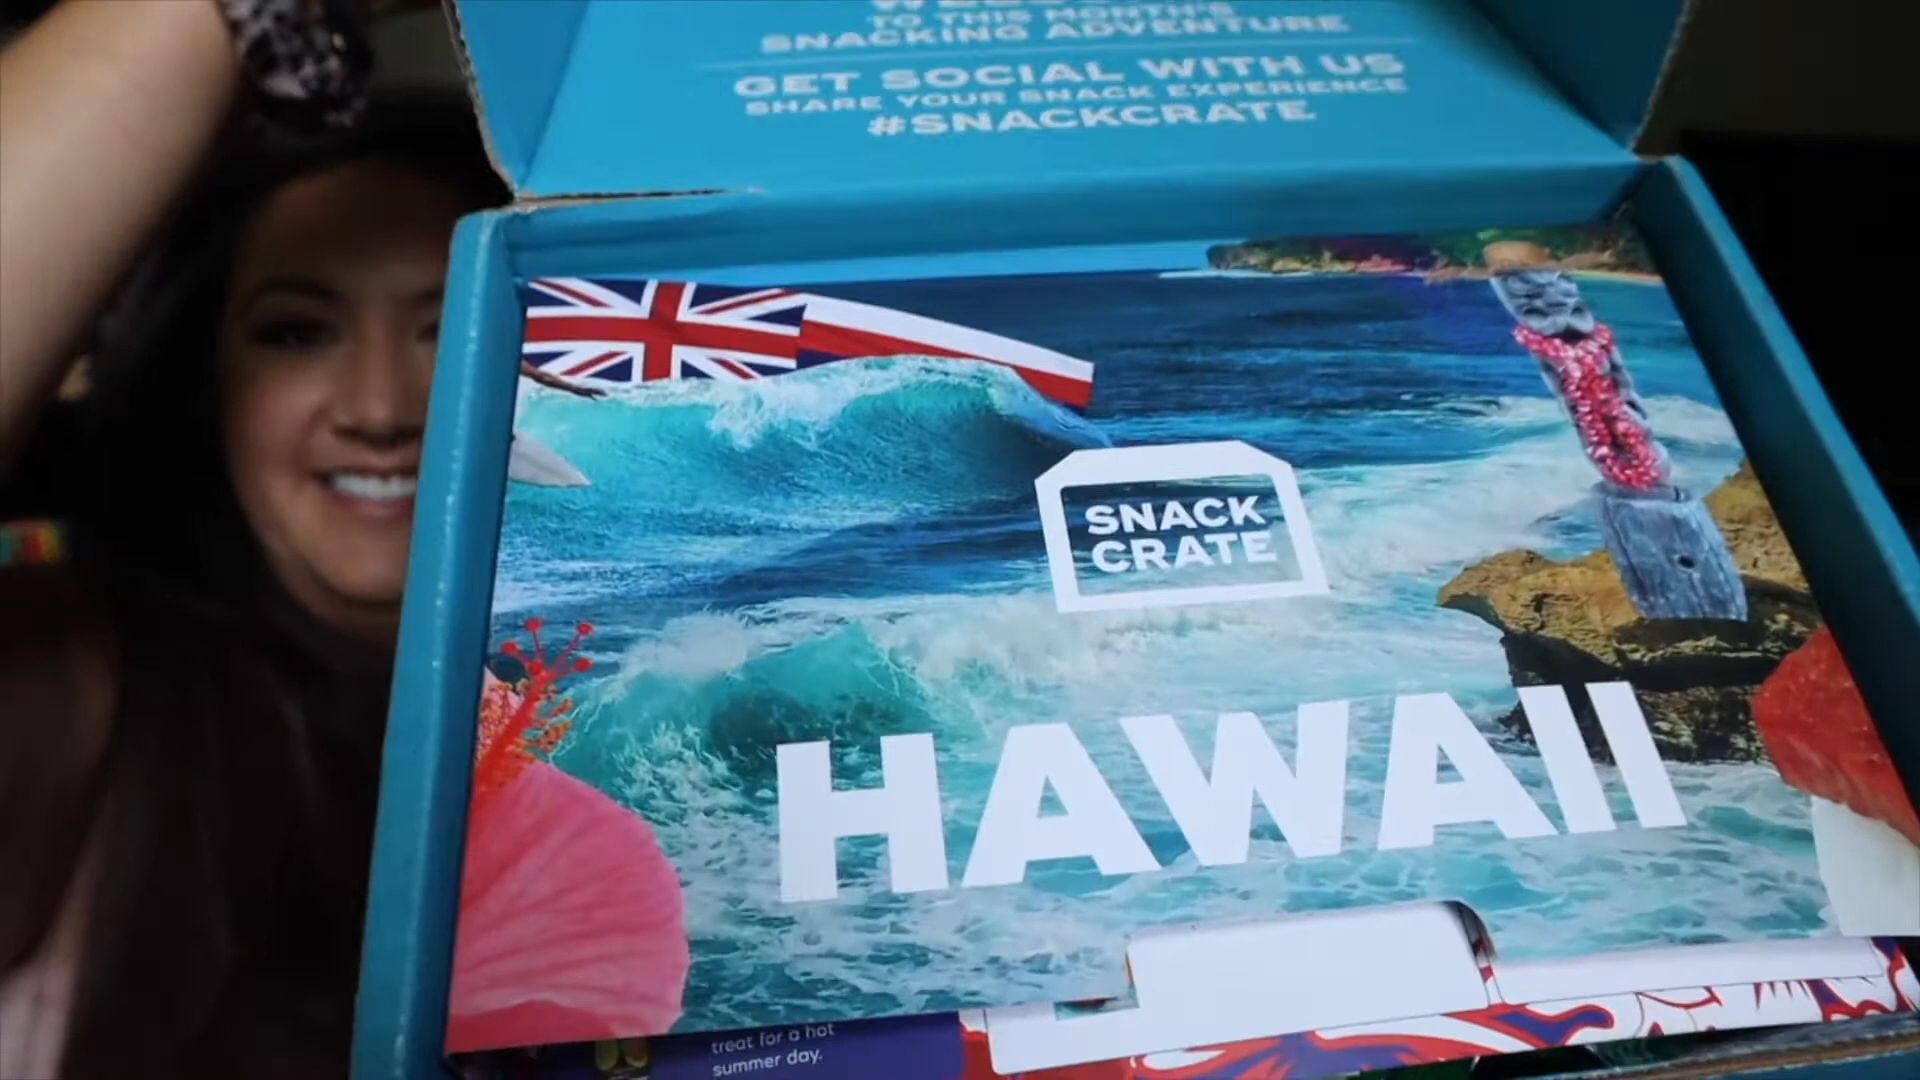 TO THIS MONTH'S
SNACKING ADVENTURE
GET SOCIAL WITH US
SHARE YOUR SNACK EXPERIENCE
#SNACKCRATE
SNACK
CRATE
HAWAII
treat for a hot
summer day.